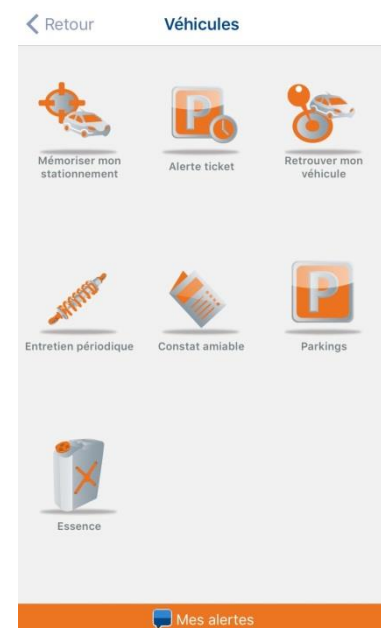 Retour
Véhicules
P
Mémoriser mon
stationnement
Alerte ticket
Retrouver mon
véhicule
P
Entretien périodique
Constat amiable
Parkings
Essence
Mes alertes